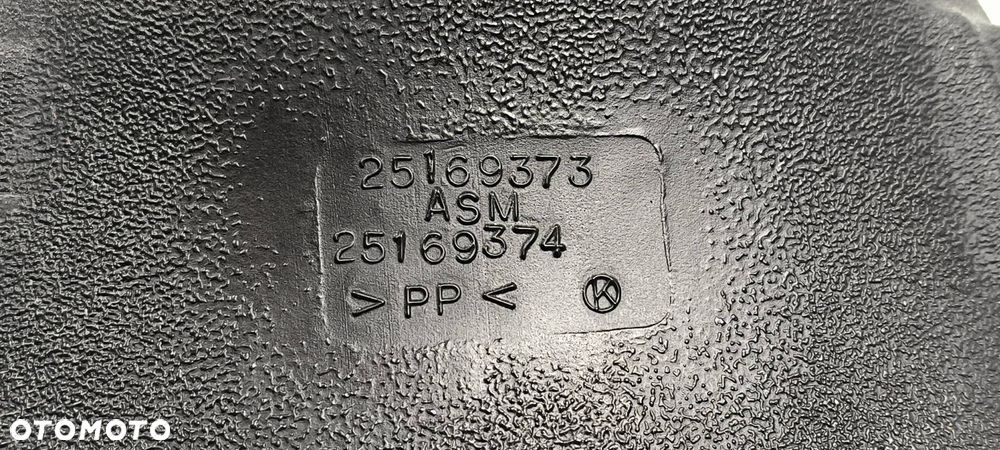 25169373
ASM
25169374
> PP < K
OTOMOTO